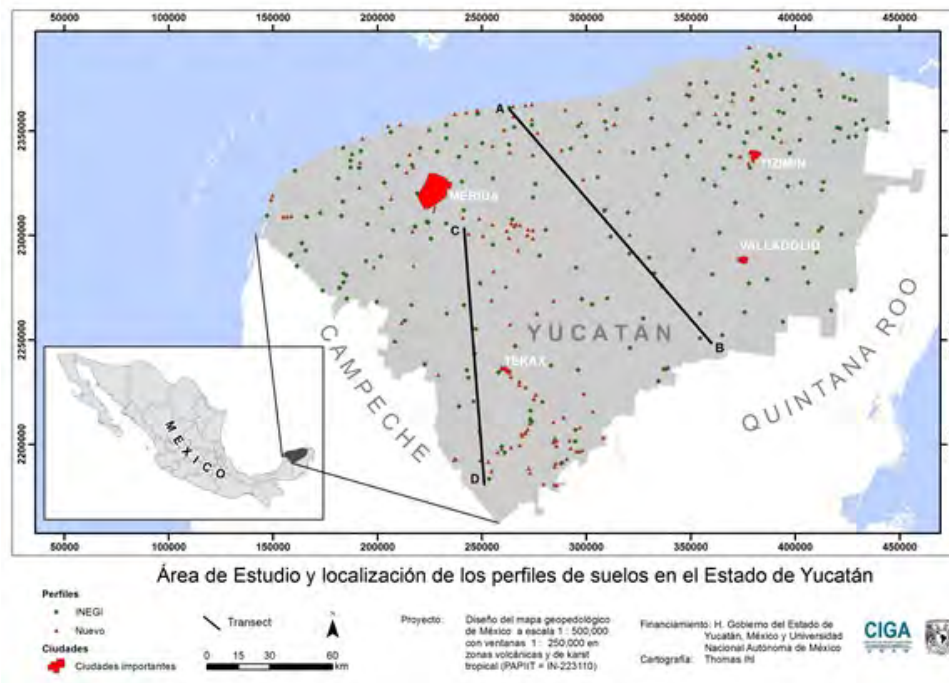 50000 100000 150000 200000 250000 300000 350000 400000 450000
2350000
2300000
2250000
2200000
A
MERIDA
TIZIMIN
C
VALLADOLID
YUCATÁN
B
TEKAX
CAMPECHE
QUINTANA ROO
D
MEXICO
2350000
2300000
2250000
2200000
50000 100000 150000 200000 250000 300000 350000 400000 450000
Área de Estudio y localización de los perfiles de suelos en el Estado de Yucatán
Perfiles
INEGI
Nuevo
Ciudades
Ciudades importantes
Transect
0 15 30 60
km
Proyecto: Diseño del mapa geopedológico
de México a escala 1 : 500,000
con ventanas 1 : 250,000 en
zonas volcánicas y de karst
tropical (PAPIIT = IN-223110)
Financiamiento: H. Gobierno del Estado de
Yucatán, México y Universidad
Nacional Autónoma de México
Cartografía: Thomas Ihl
CIGA